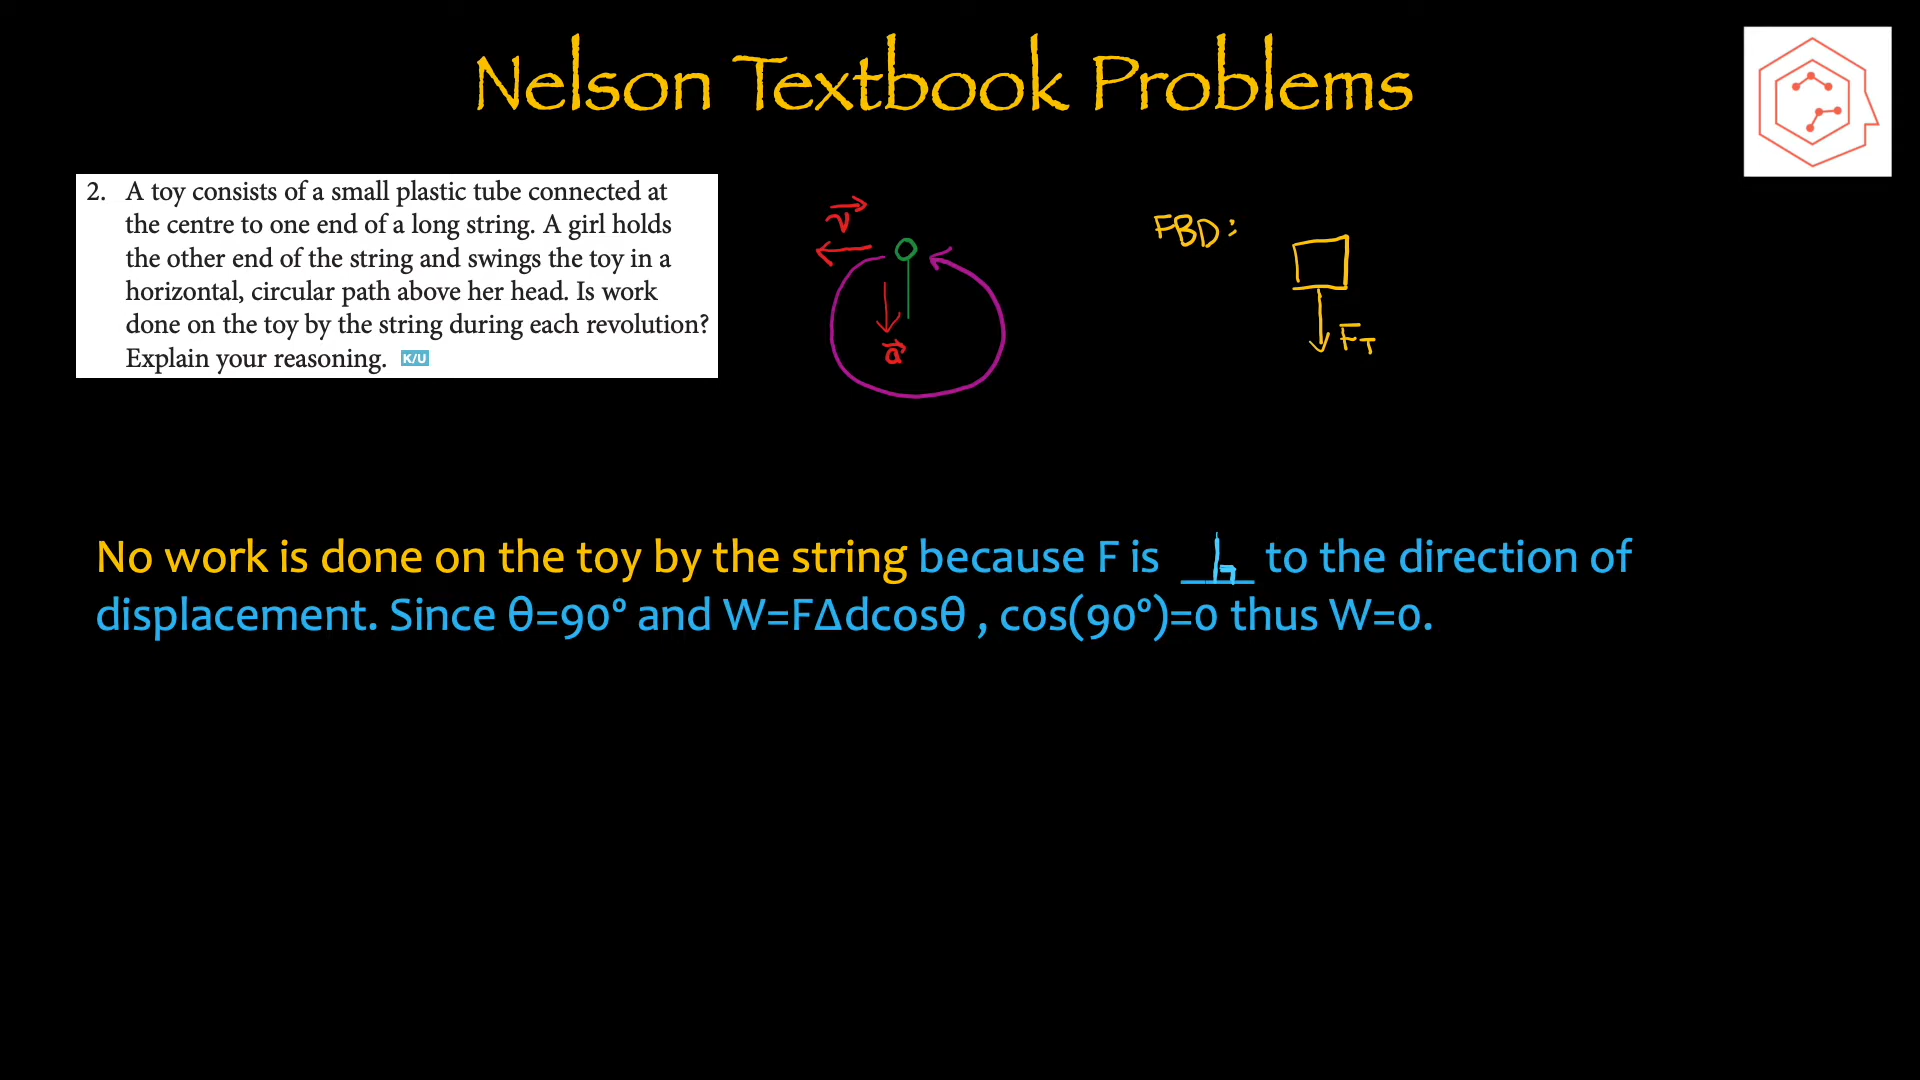 Nelson Textbook Problems
2. A toy consists of a small plastic tube connected at
the centre to one end of a long string. A girl holds
the other end of the string and swings the toy in a
horizontal, circular path above her head. Is work
done on the toy by the string during each revolution?
Explain your reasoning. K/U
v
a
FBD:
F_T
No work is done on the toy by the string because F is ⊥ to the direction of
displacement. Since θ=90° and W=FΔdcosθ , cos(90°)=0 thus W=0.